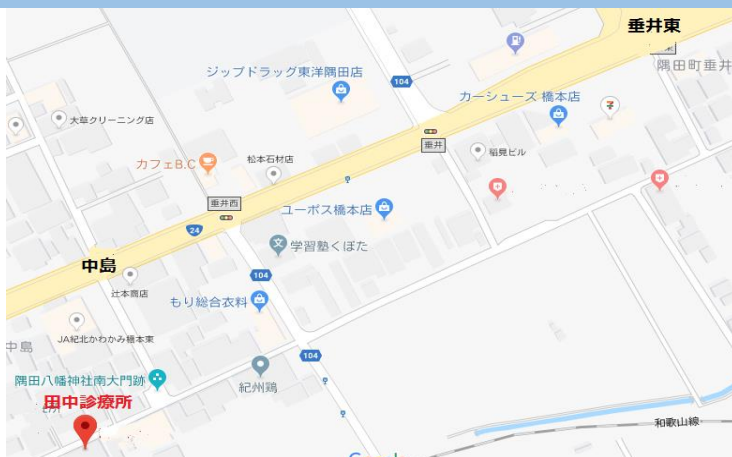 垂井東
隅田町垂井
ジップドラッグ東洋隅田店
104
カーシューズ 橋本店
大草クリーニング店
カフェB.C
松本石材店
垂井
稲見ビル
垂井西
ユーポス橋本店
24
文
学習塾くぼた
中島
104
辻本商店
もり総合衣料
JA紀北かわかみ橋本東
中島
104
隅田八幡神社南大門跡
紀州鶏
田中診療所
和歌山線